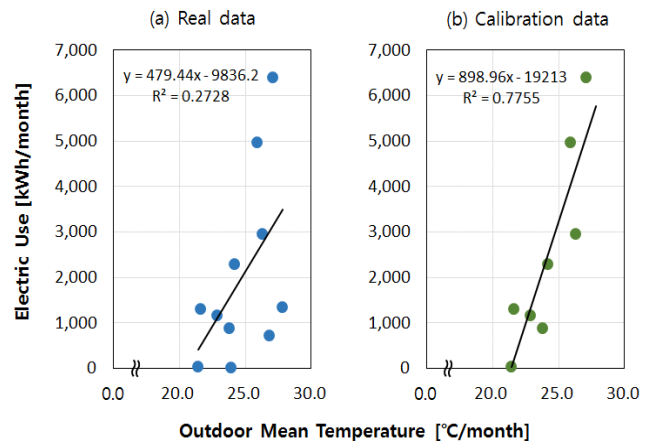 (a) Real data
(b) Calibration data
Electric Use [kWh/month]
7,000
6,000
5,000
4,000
3,000
2,000
1,000
0
y = 479.44x - 9836.2
R² = 0.2728
0.0 20.0 25.0 30.0
7,000
6,000
5,000
4,000
3,000
2,000
1,000
0
y = 898.96x - 19213
R² = 0.7755
0.0 20.0 25.0 30.0
Outdoor Mean Temperature [℃/month]